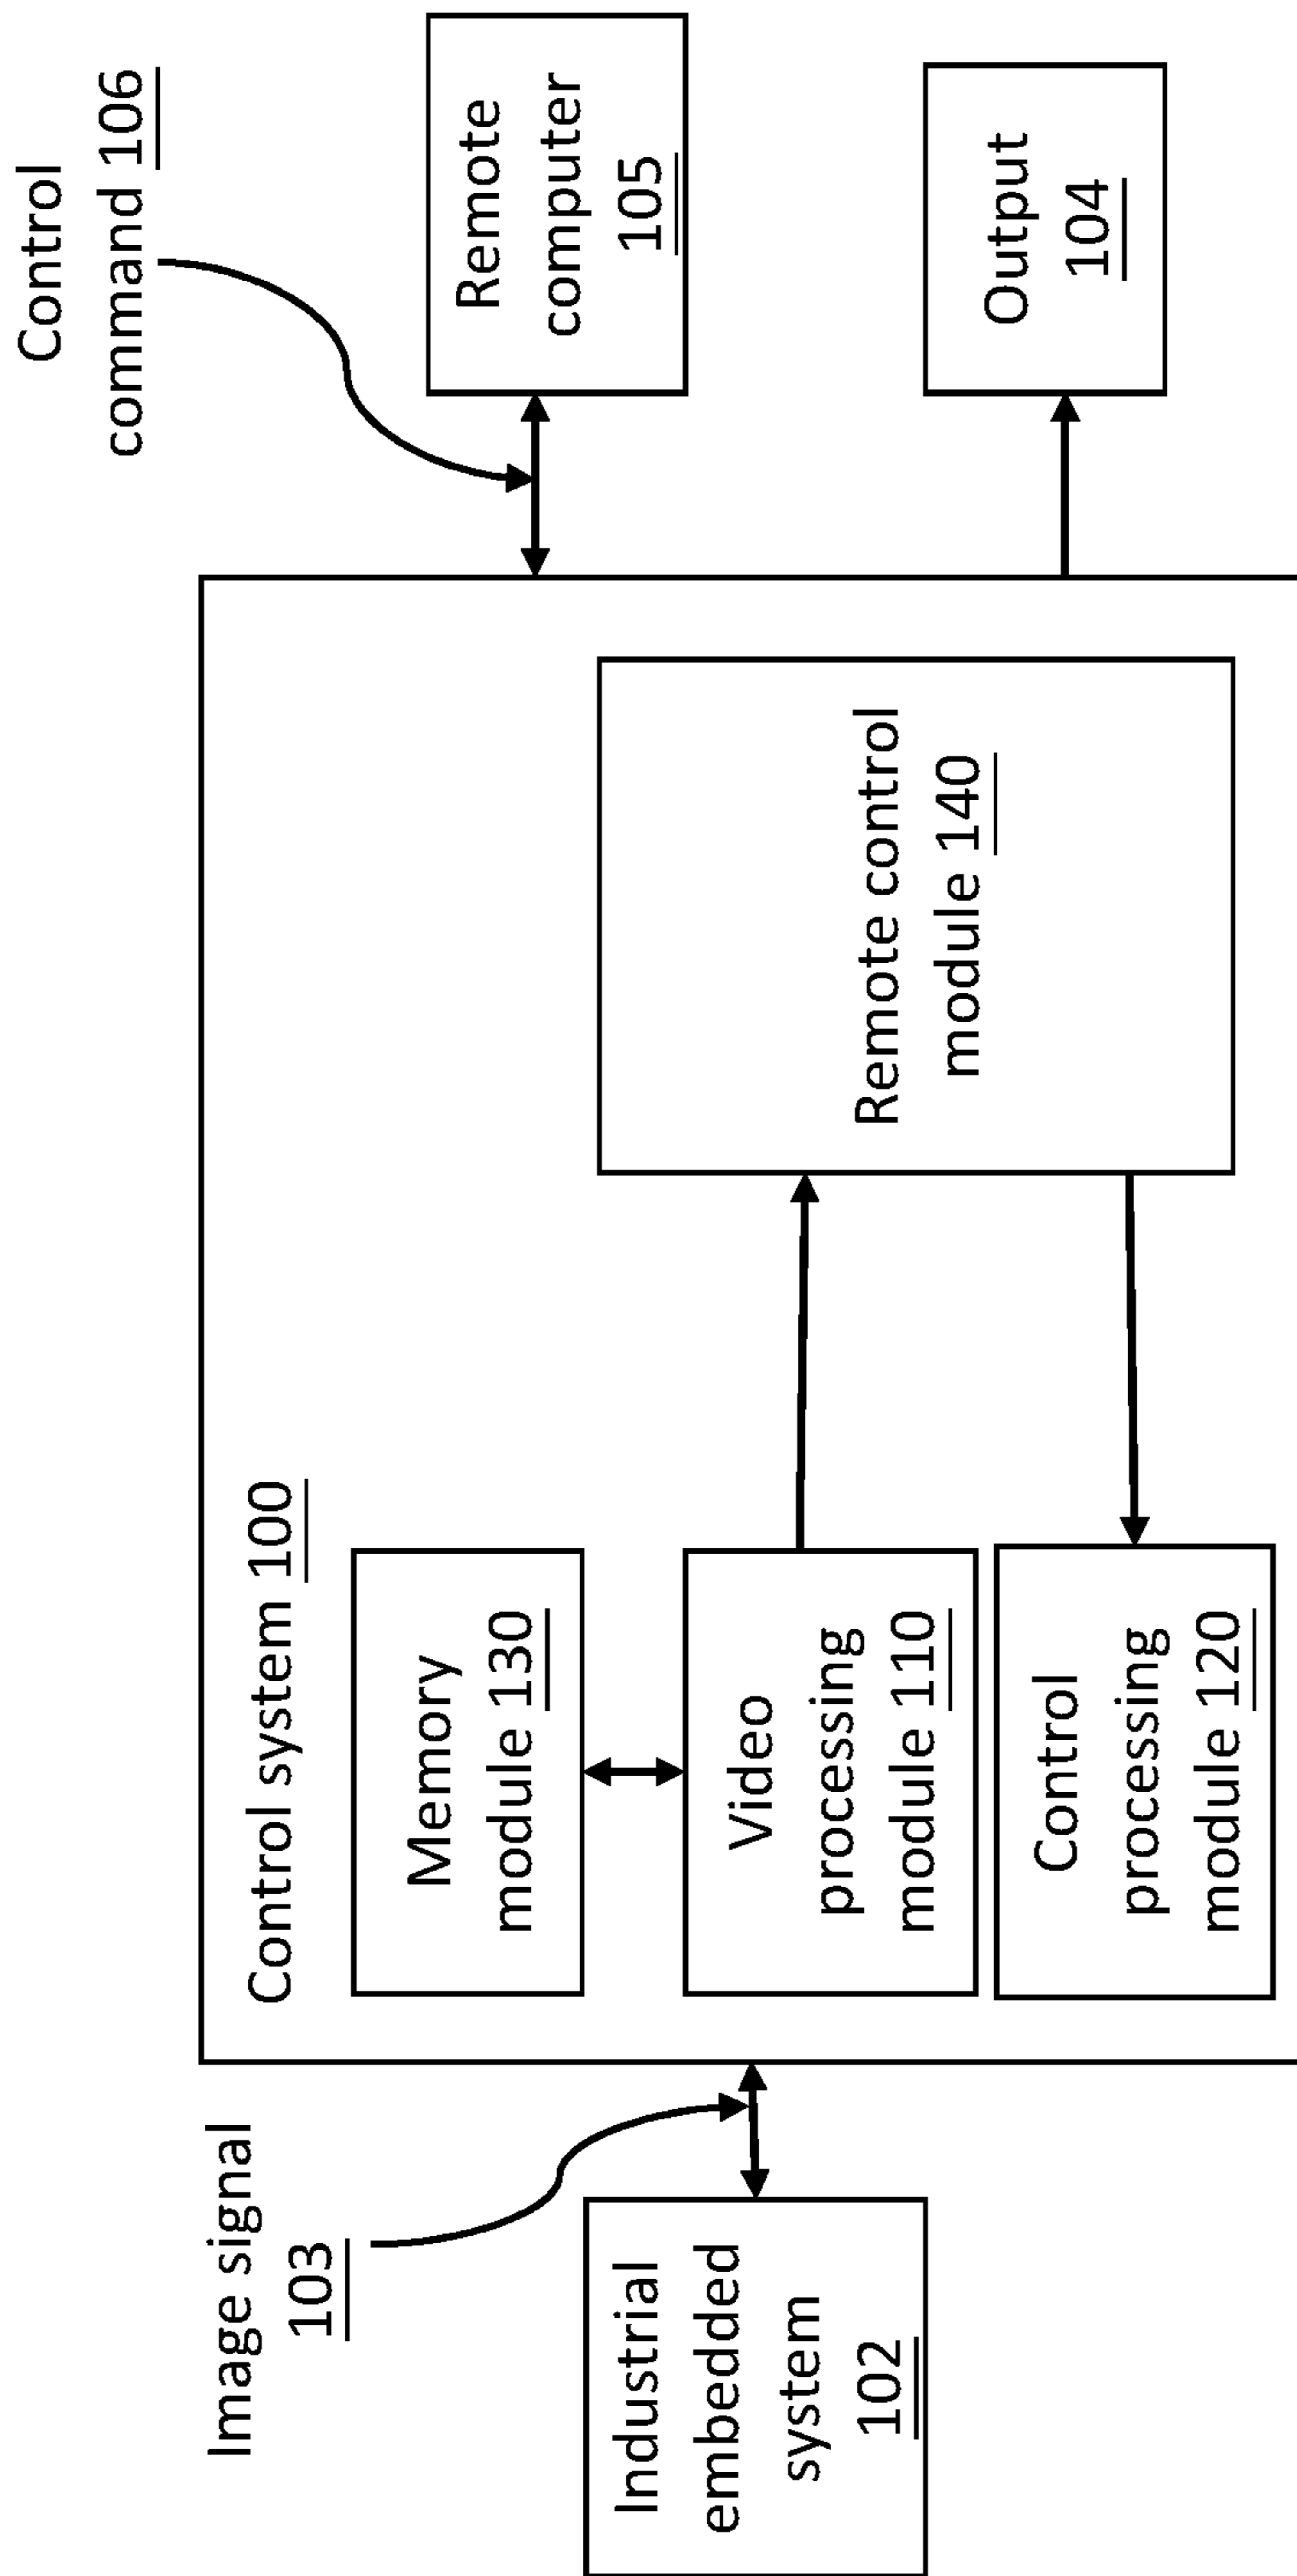 Control
command 106
Remote
computer
105
Output
104
Control system 100
Remote control
module 140
Memory
module 130
Video
processing
module 110
Control
processing
module 120
Image signal
103
Industrial
embedded
system
102